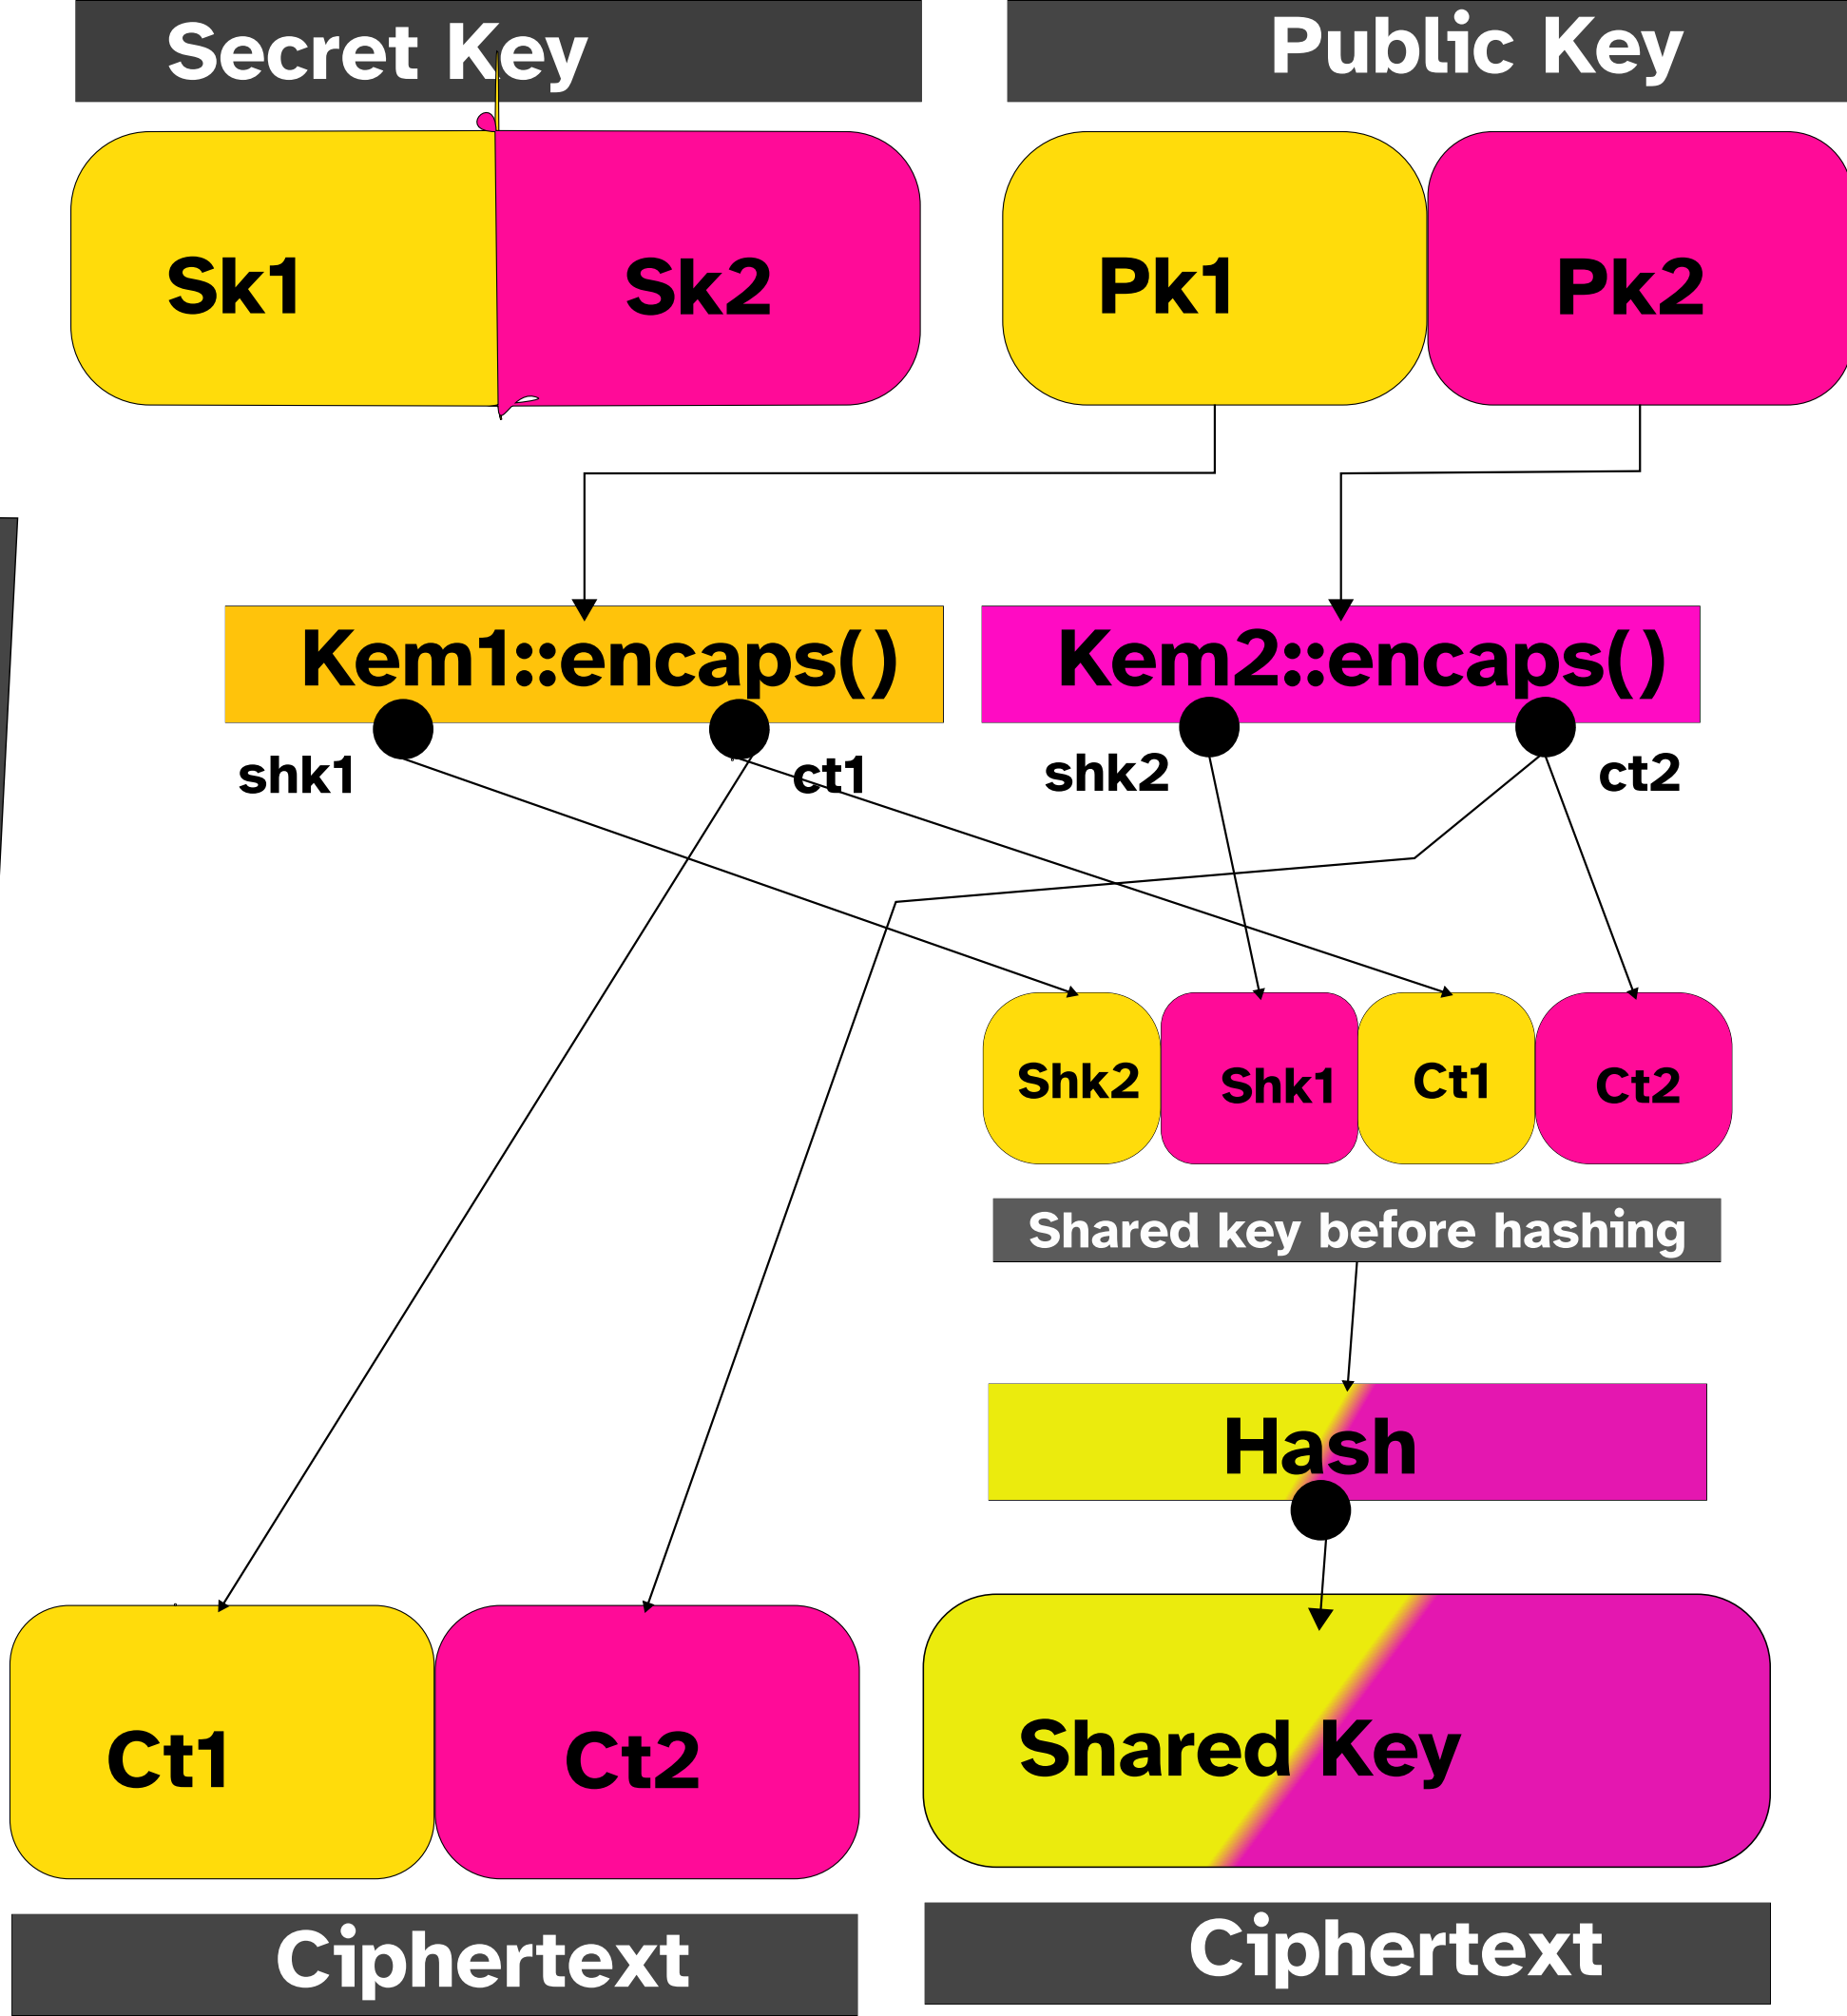 Secret Key
Public Key
Sk1
Sk2
Pk1
Pk2
Kem1::encaps()
Kem2::encaps()
shk1
ct1
shk2
ct2
Shk2
Shk1
Ct1
Ct2
Shared key before hashing
Hash
Ct1
Ct2
Shared Key
Ciphertext
Ciphertext